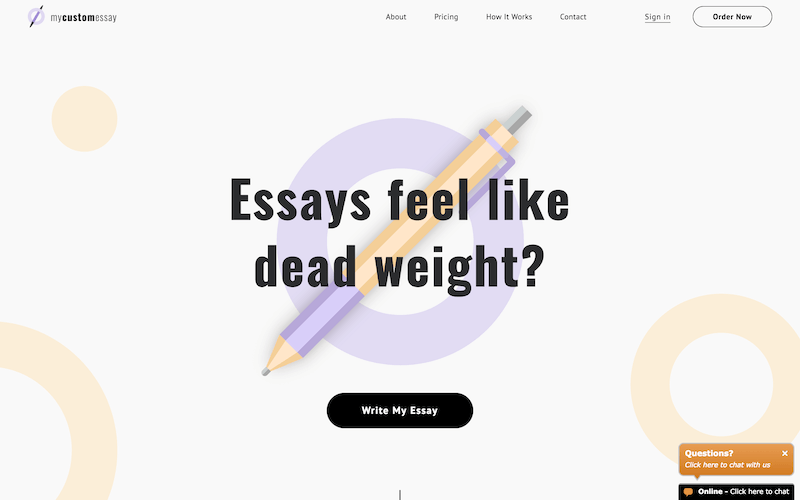 mycustomessay
About
Pricing
How It Works
Contact
Sign in
Order Now
Essays feel like
dead weight?
Write My Essay
Questions?
Click here to chat with us
Online - Click here to chat